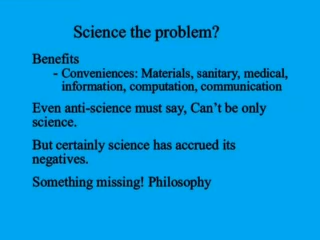 Science the problem?
Benefits
- Conveniences: Materials, sanitary, medical,
information, computation, communication
Even anti-science must say, Can't be only
science.
But certainly science has accrued its
negatives.
Something missing! Philosophy